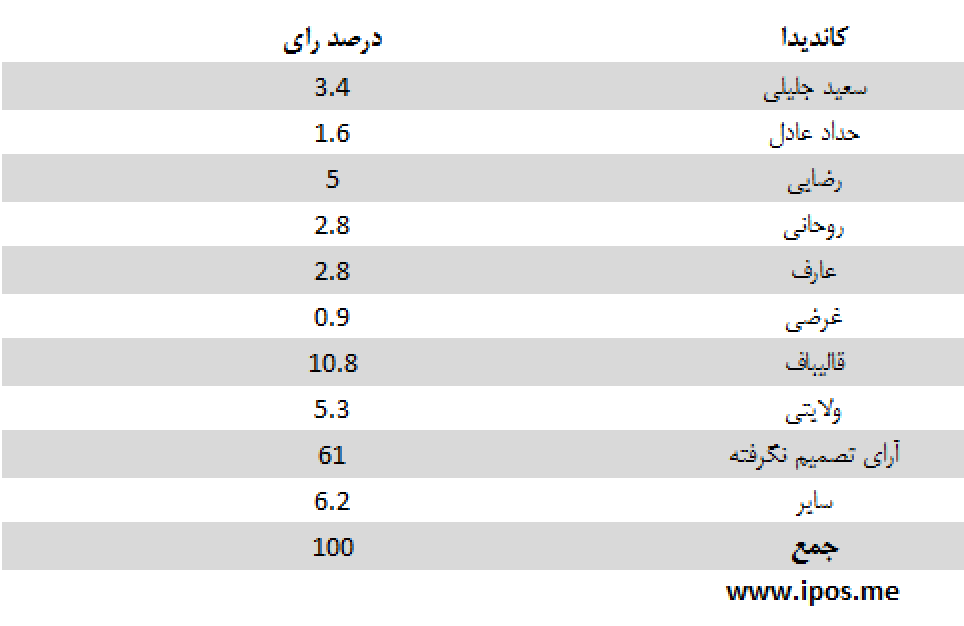 کاندیدا درصد رای
سعید جلیلی 3.4
حداد عادل 1.6
رضایی 5
روحانی 2.8
عارف 2.8
غرضی 0.9
قالیباف 10.8
ولایتی 5.3
آرای تصمیم نگرفته 61
سایر 6.2
جمع 100
www.ipos.me